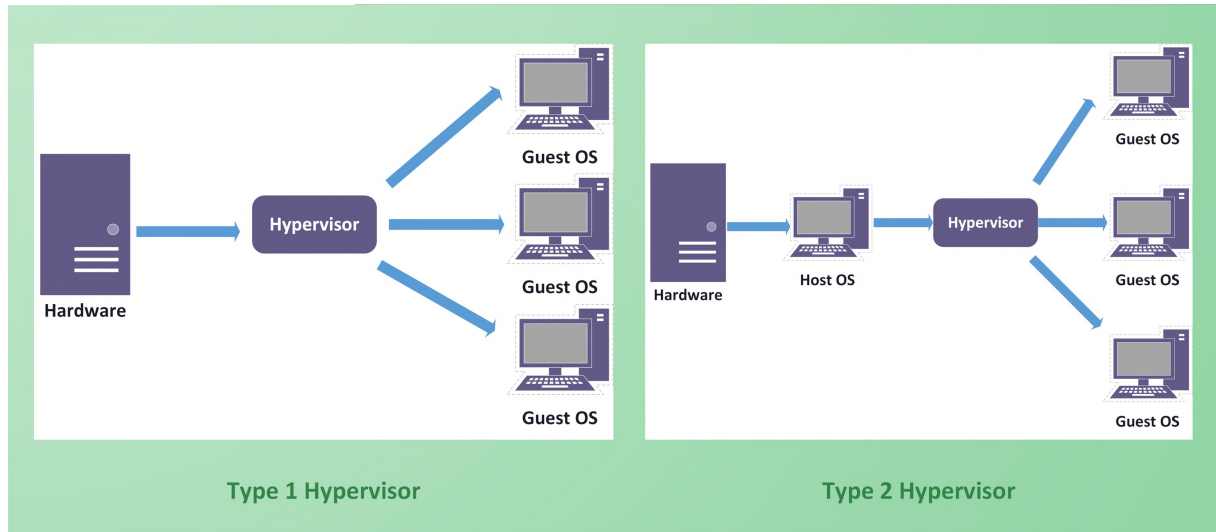 Guest OS
Hypervisor
Guest OS
Hardware
Guest OS
Type 1 Hypervisor
Guest OS
Hypervisor
Host OS
Guest OS
Hardware
Guest OS
Type 2 Hypervisor